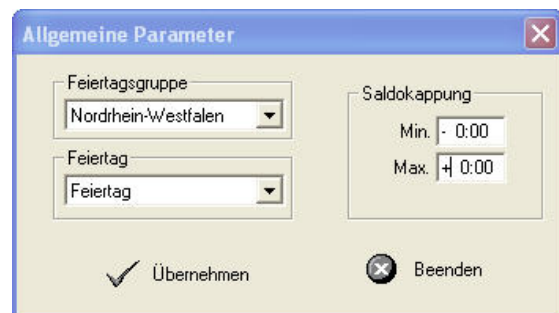 Allgemeine Parameter
Feiertagsgruppe
Nordrhein-Westfalen
Feiertag
Feiertag
Saldokappung
Min. - 0:00
Max. + 0:00
Übernehmen
Beenden